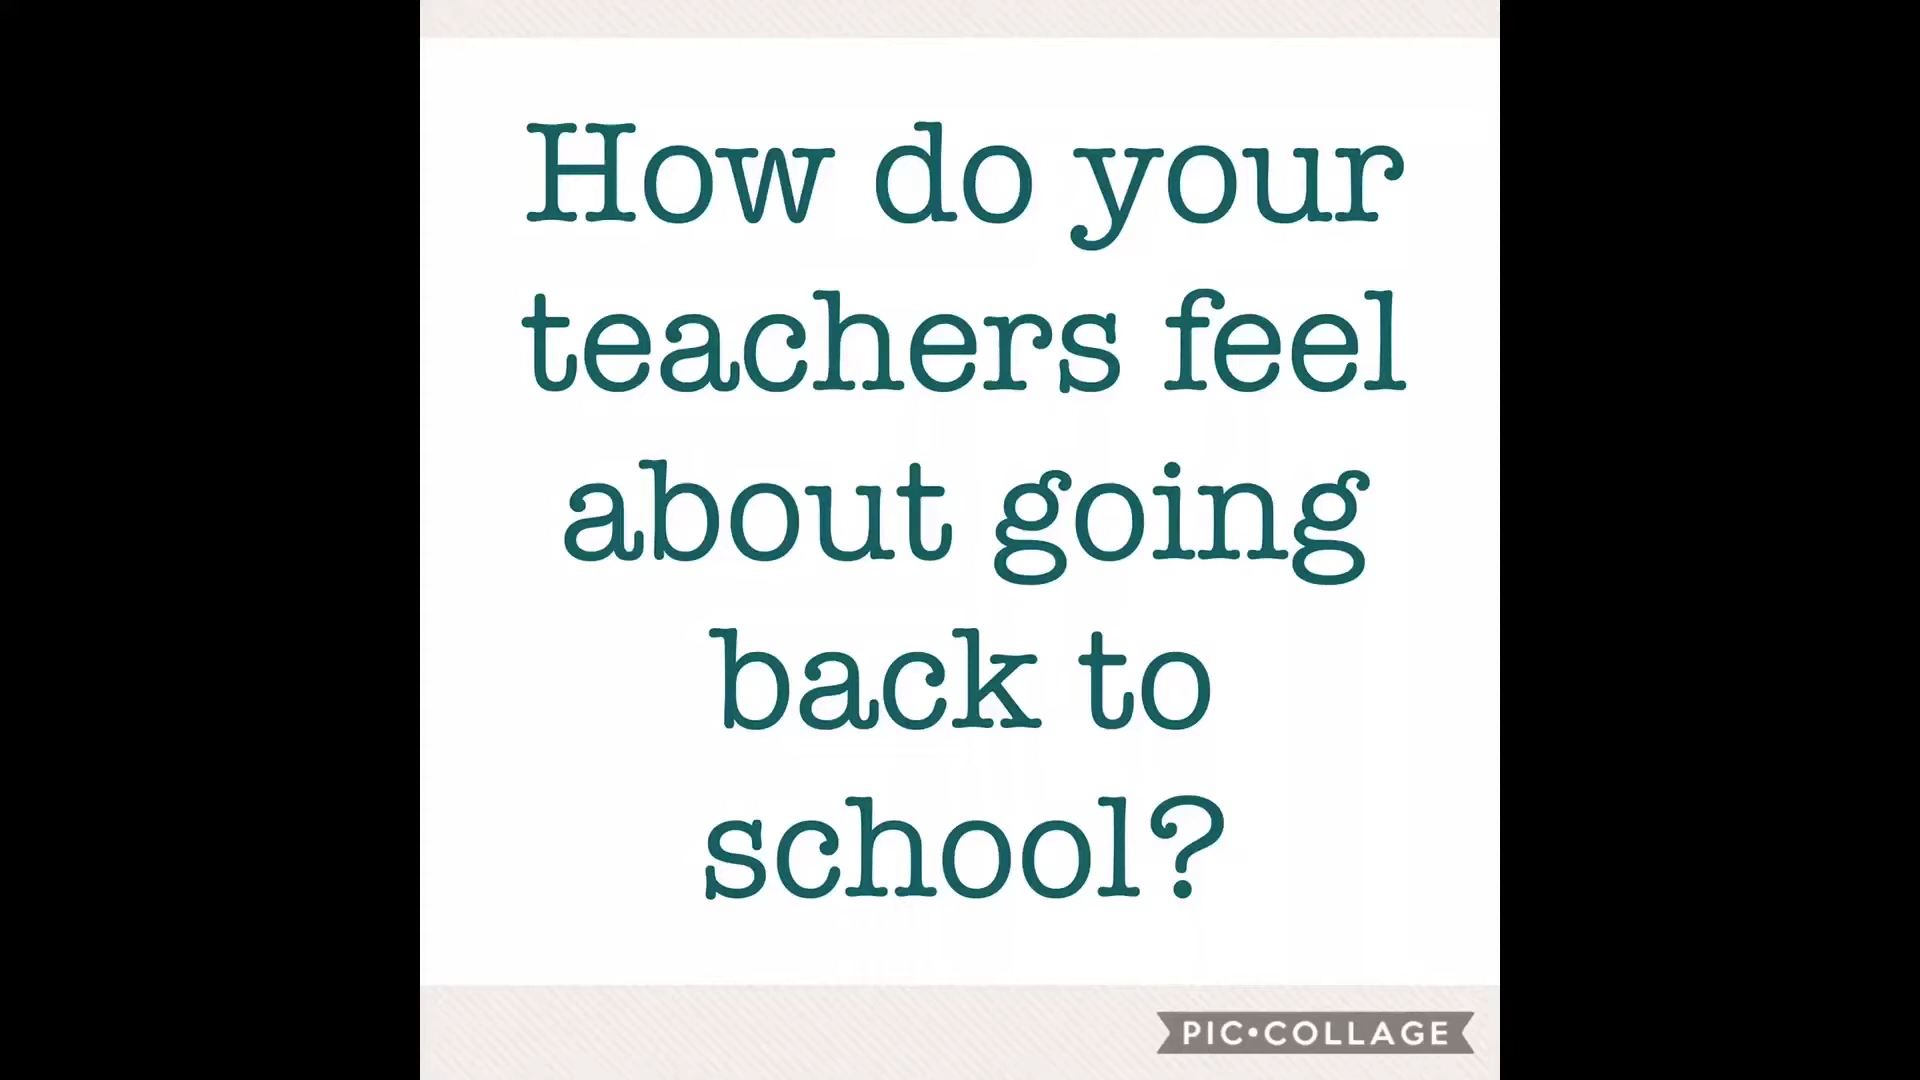 How do your
teachers feel
about going
back to
school?
PIC•COLLAGE